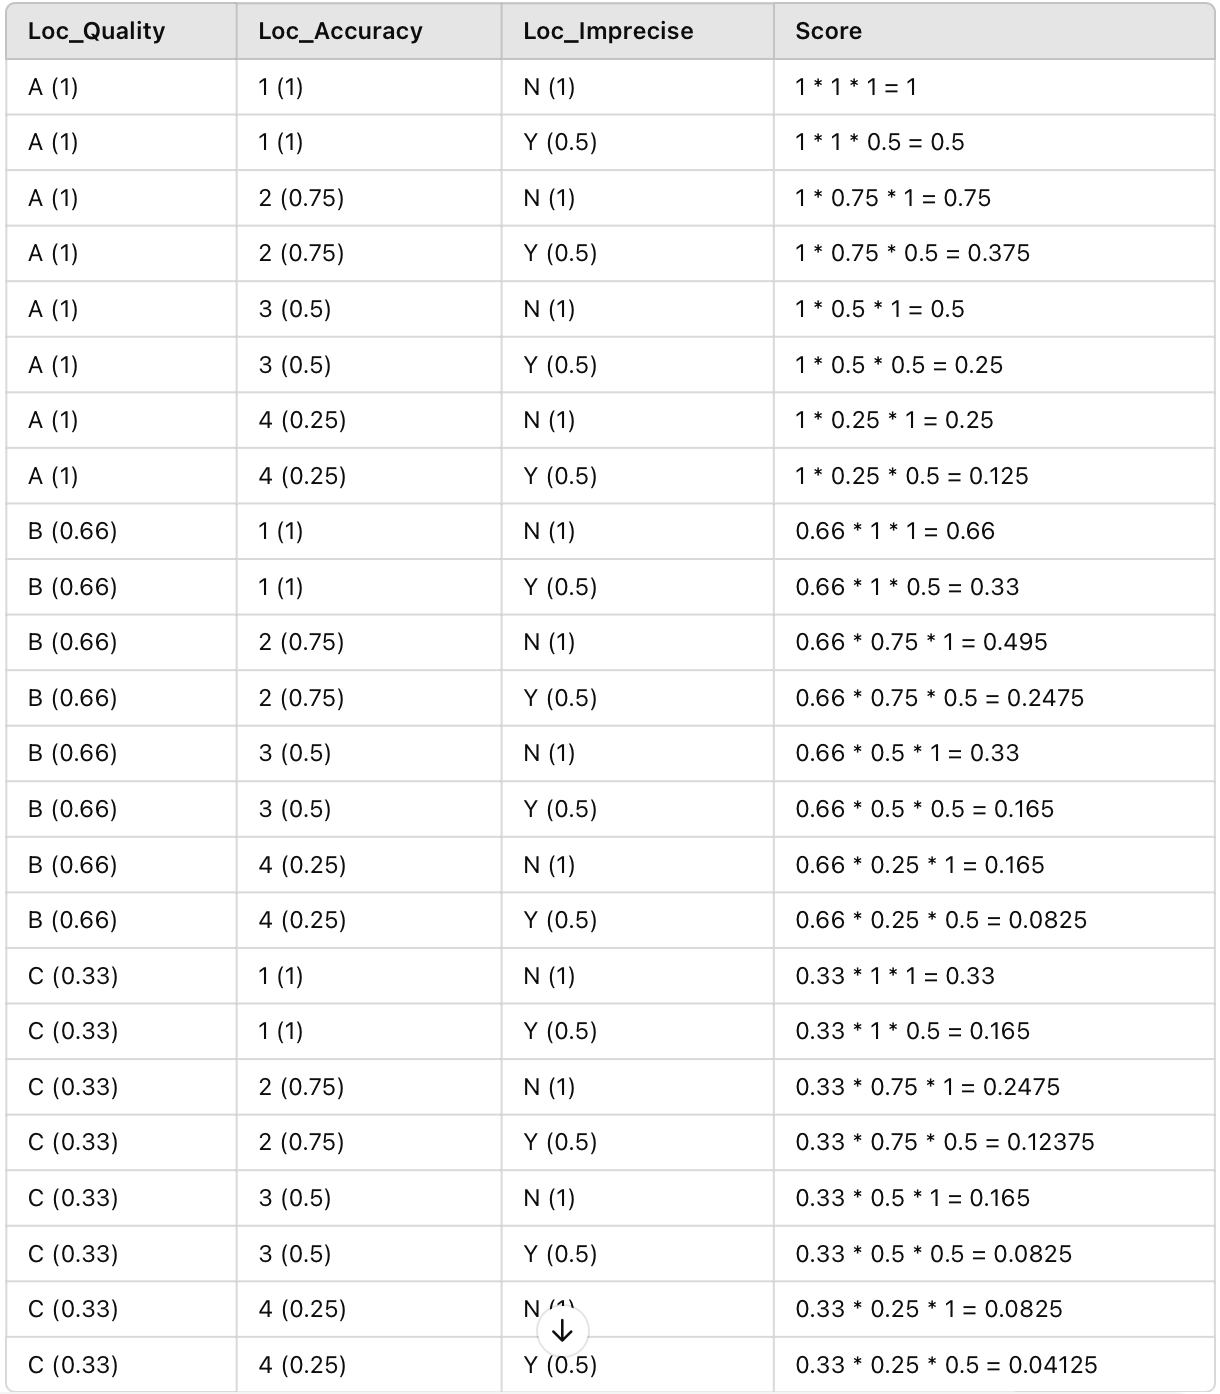 Loc_Quality Loc_Accuracy Loc_Imprecise Score
A (1) 1 (1) N (1) 1 * 1 * 1 = 1
A (1) 1 (1) Y (0.5) 1 * 1 * 0.5 = 0.5
A (1) 2 (0.75) N (1) 1 * 0.75 * 1 = 0.75
A (1) 2 (0.75) Y (0.5) 1 * 0.75 * 0.5 = 0.375
A (1) 3 (0.5) N (1) 1 * 0.5 * 1 = 0.5
A (1) 3 (0.5) Y (0.5) 1 * 0.5 * 0.5 = 0.25
A (1) 4 (0.25) N (1) 1 * 0.25 * 1 = 0.25
A (1) 4 (0.25) Y (0.5) 1 * 0.25 * 0.5 = 0.125
B (0.66) 1 (1) N (1) 0.66 * 1 * 1 = 0.66
B (0.66) 1 (1) Y (0.5) 0.66 * 1 * 0.5 = 0.33
B (0.66) 2 (0.75) N (1) 0.66 * 0.75 * 1 = 0.495
B (0.66) 2 (0.75) Y (0.5) 0.66 * 0.75 * 0.5 = 0.2475
B (0.66) 3 (0.5) N (1) 0.66 * 0.5 * 1 = 0.33
B (0.66) 3 (0.5) Y (0.5) 0.66 * 0.5 * 0.5 = 0.165
B (0.66) 4 (0.25) N (1) 0.66 * 0.25 * 1 = 0.165
B (0.66) 4 (0.25) Y (0.5) 0.66 * 0.25 * 0.5 = 0.0825
C (0.33) 1 (1) N (1) 0.33 * 1 * 1 = 0.33
C (0.33) 1 (1) Y (0.5) 0.33 * 1 * 0.5 = 0.165
C (0.33) 2 (0.75) N (1) 0.33 * 0.75 * 1 = 0.2475
C (0.33) 2 (0.75) Y (0.5) 0.33 * 0.75 * 0.5 = 0.12375
C (0.33) 3 (0.5) N (1) 0.33 * 0.5 * 1 = 0.165
C (0.33) 3 (0.5) Y (0.5) 0.33 * 0.5 * 0.5 = 0.0825
C (0.33) 4 (0.25) N (1) 0.33 * 0.25 * 1 = 0.0825
C (0.33) 4 (0.25) Y (0.5) 0.33 * 0.25 * 0.5 = 0.04125